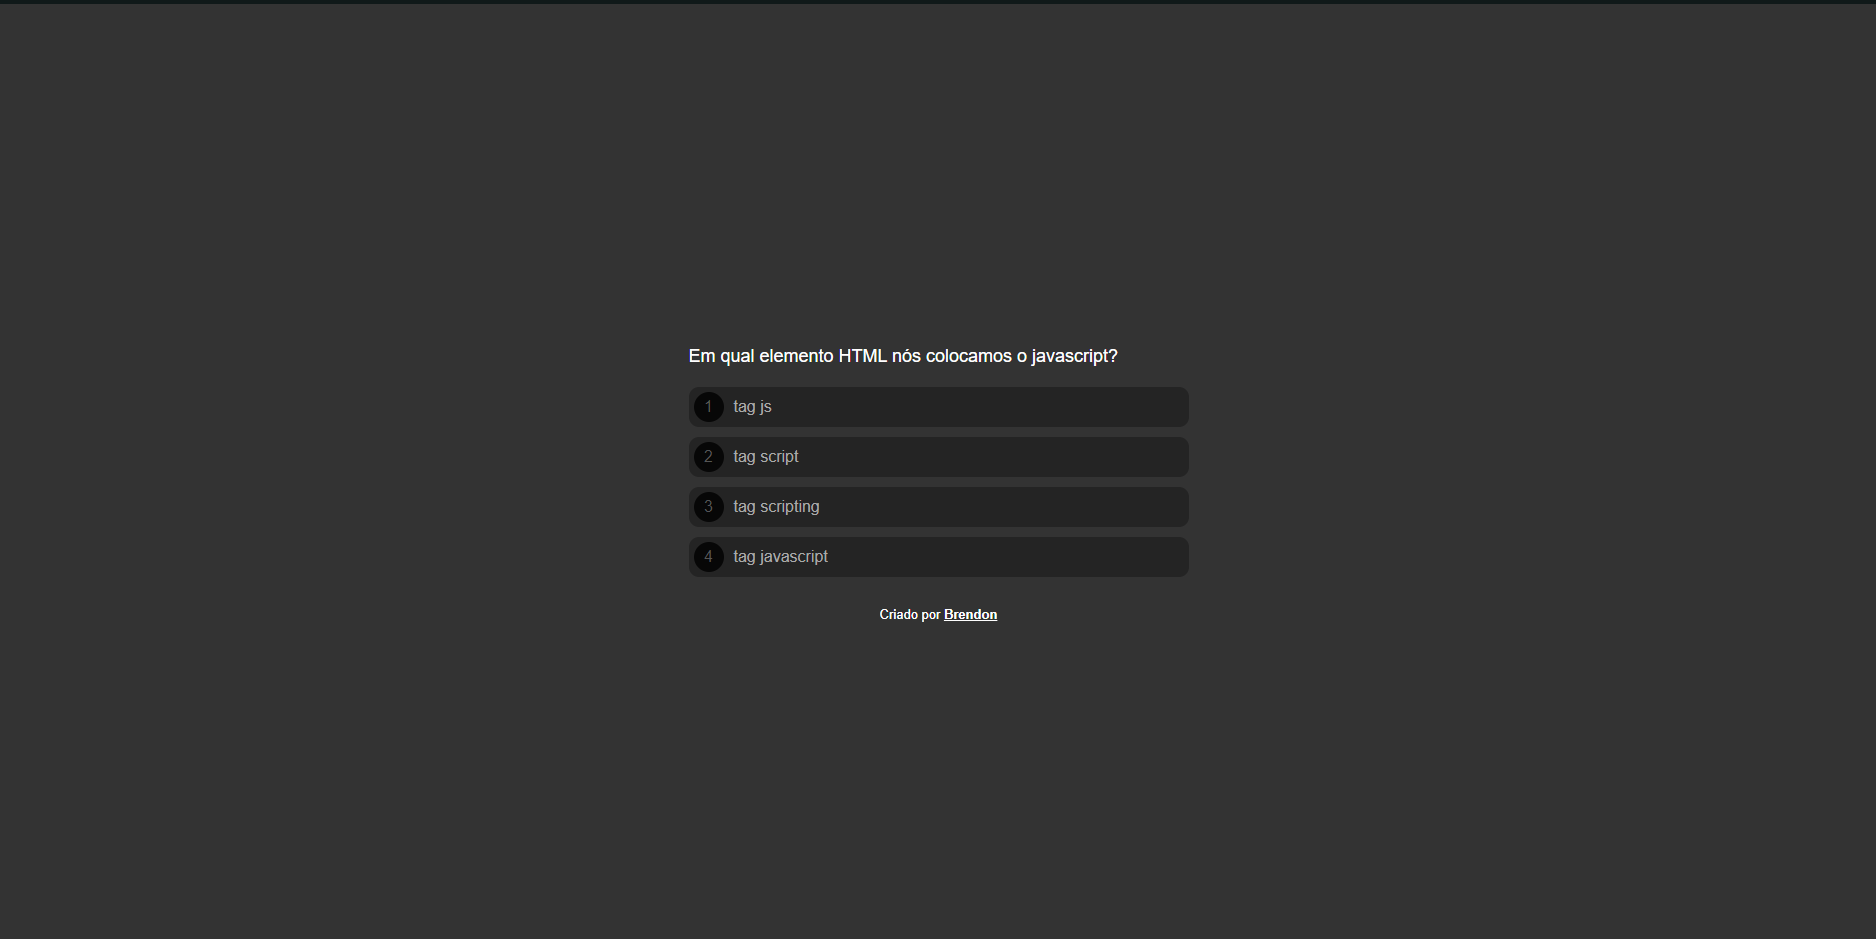 Em qual elemento HTML nós colocamos o javascript?
1 tag js
2 tag script
3 tag scripting
4 tag javascript
Criado por Brendon